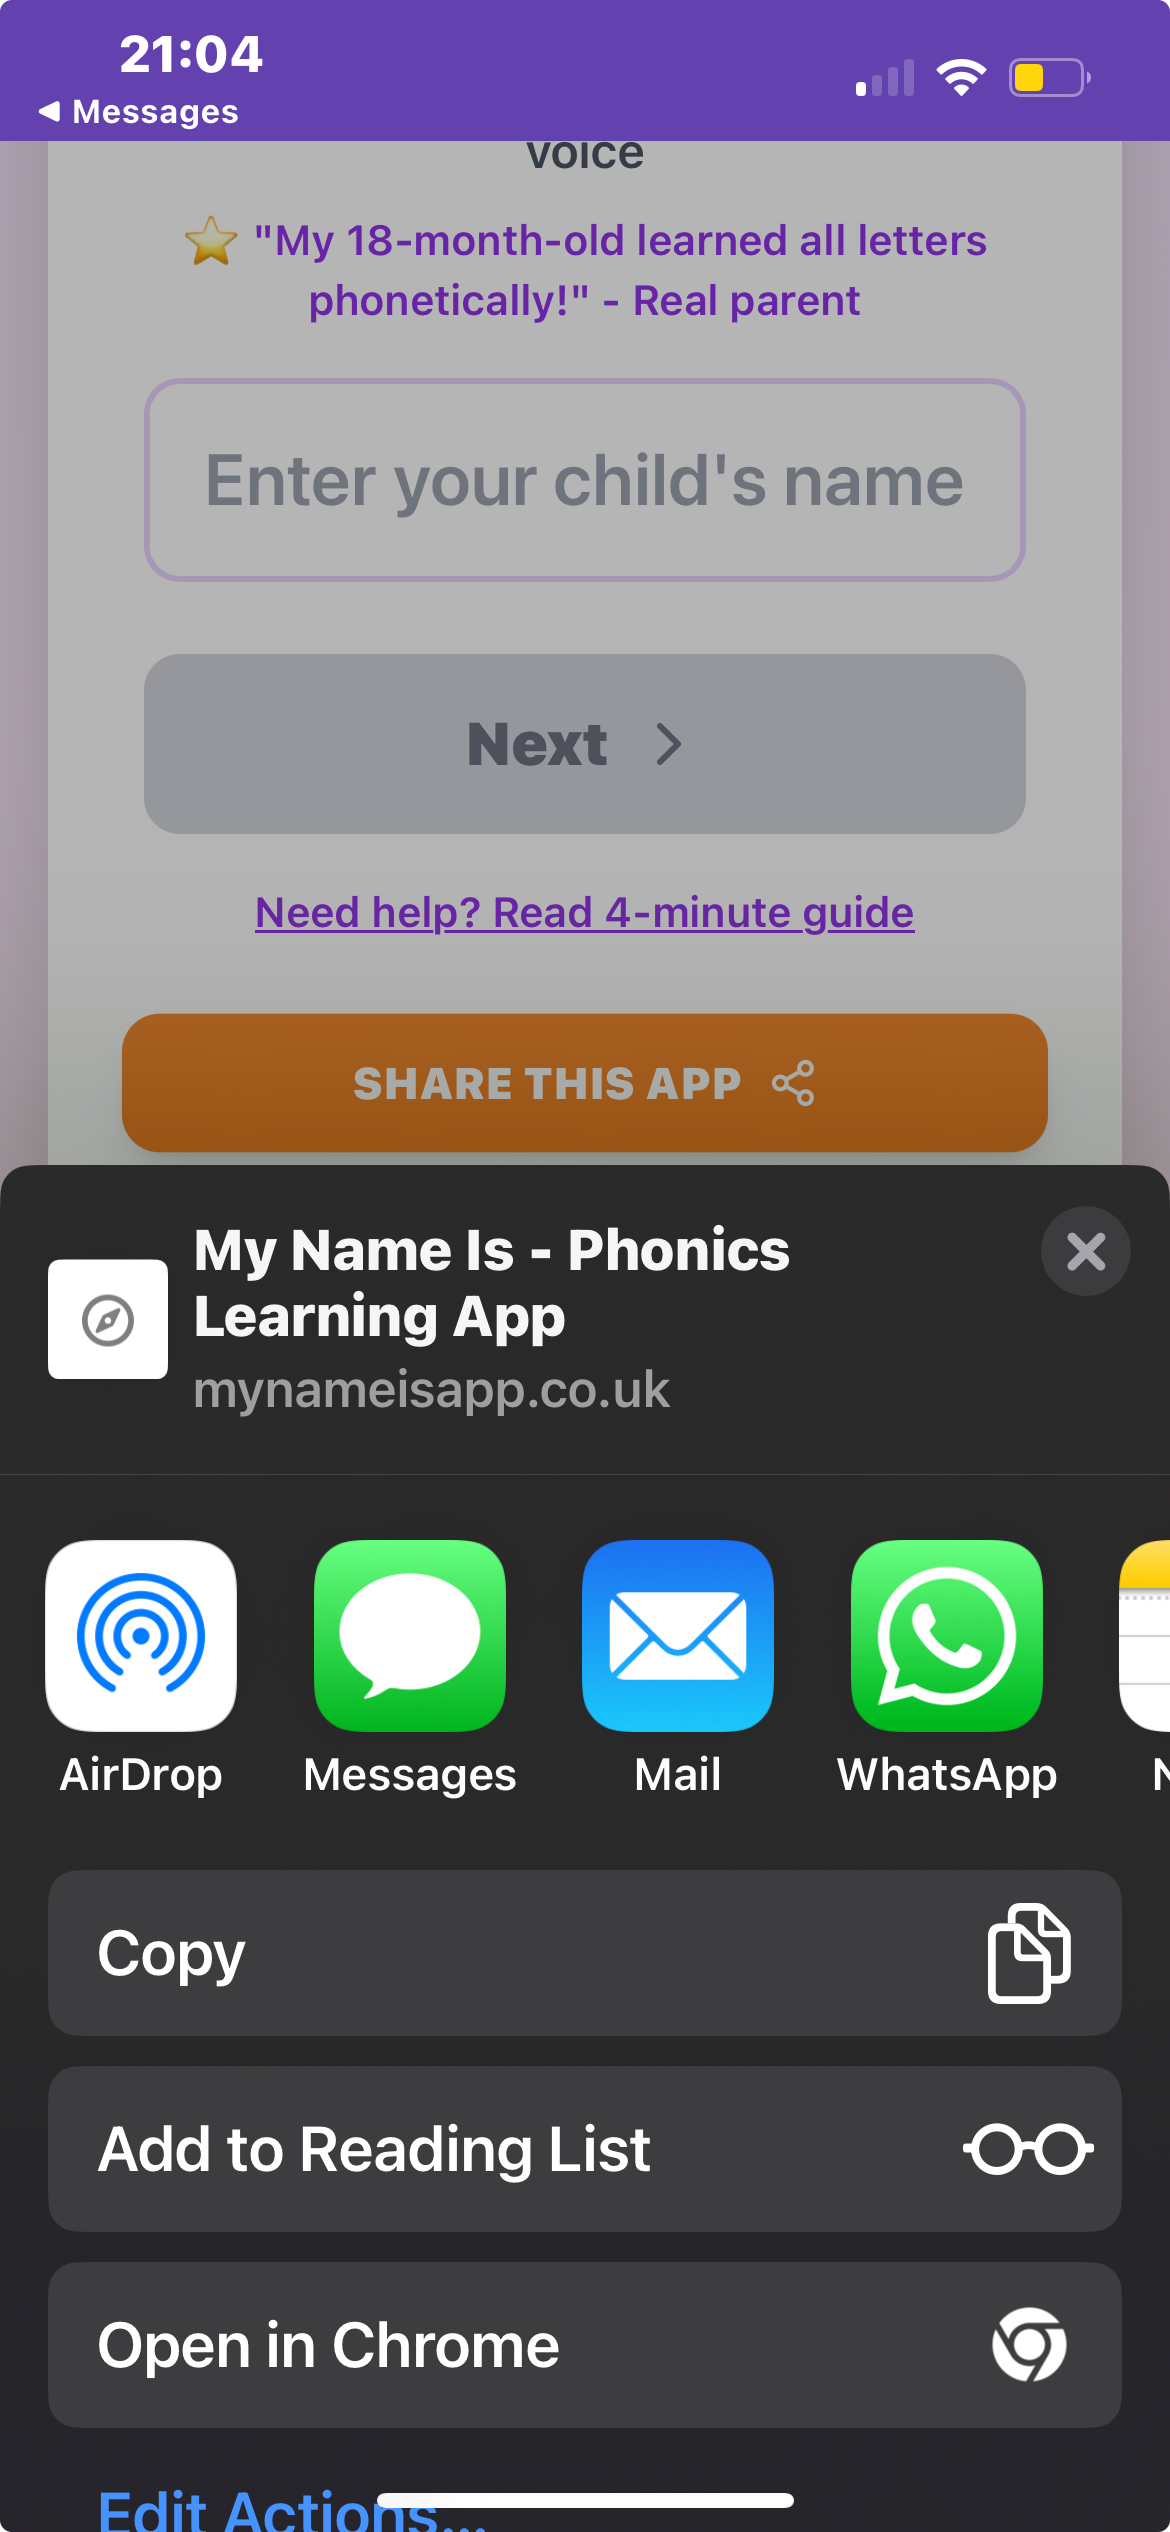 21:04
Messages
voice
"My 18-month-old learned all letters
phonetically!" - Real parent
Enter your child's name
Next
Need help? Read 4-minute guide
SHARE THIS APP
My Name Is - Phonics
Learning App
mynameisapp.co.uk
AirDrop
Messages
Mail
WhatsApp
Copy
Add to Reading List
Open in Chrome
Edit Actions...